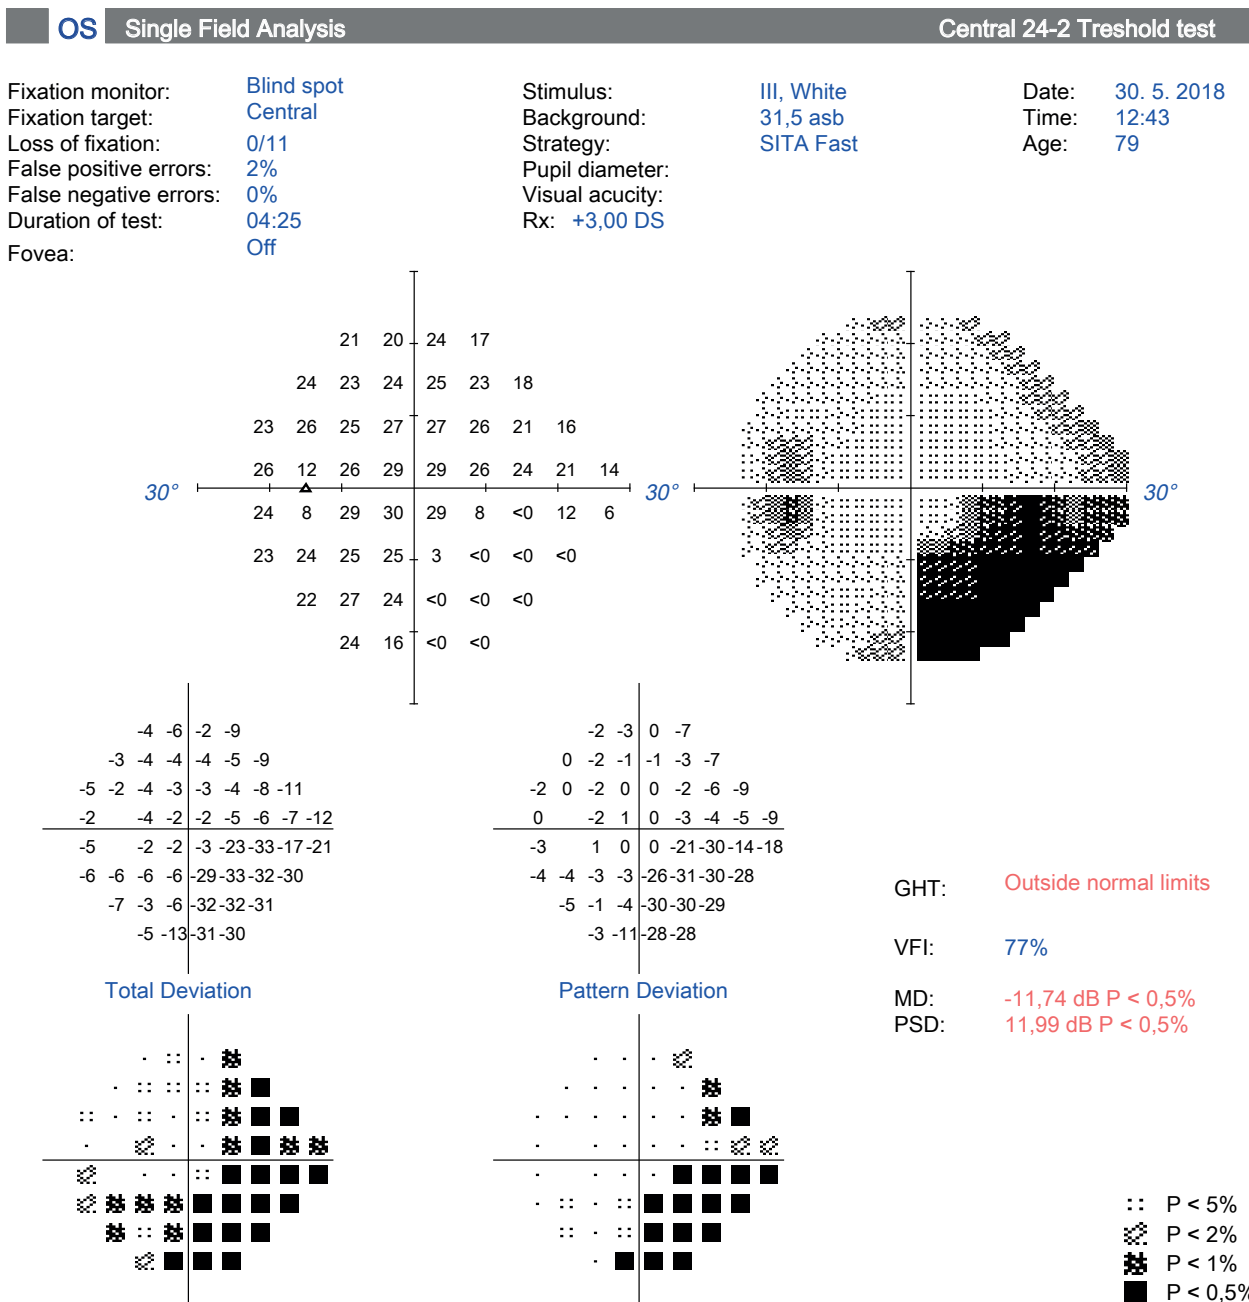 OS Single Field Analysis Central 24-2 Treshold test
Fixation monitor: Blind spot Stimulus: III, White Date: 30. 5. 2018
Fixation target: Central Background: 31,5 asb Time: 12:43
Loss of fixation: 0/11 Strategy: SITA Fast Age: 79
False positive errors: 2% Pupil diameter:
False negative errors: 0% Visual acucity:
Duration of test: 04:25 Rx: +3,00 DS
Fovea: Off
21 20 24 17
24 23 24 25 23 18
23 26 25 27 27 26 21 16
26 12 26 29 29 26 24 21 14
30° 30° 30°
24 8 29 30 29 8 <0 12 6
23 24 25 25 3 <0 <0 <0
22 27 24 <0 <0 <0
24 16 <0 <0
-4 -6 -2 -9
-3 -4 -4 -4 -5 -9
-5 -2 -4 -3 -3 -4 -8 -11
-2 -4 -2 -2 -5 -6 -7 -12
-5 -2 -2 -3 -23 -33 -17 -21
-6 -6 -6 -6 -29 -33 -32 -30
-7 -3 -6 -32 -32 -31
-5 -13 -31 -30
Total Deviation
-2 -3 0 -7
0 -2 -1 -1 -3 -7
-2 0 -2 0 0 -2 -6 -9
0 -2 1 0 -3 -4 -5 -9
-3 1 0 0 -21 -30 -14 -18
-4 -4 -3 -3 -26 -31 -30 -28
-5 -1 -4 -30 -30 -29
-3 -11 -28 -28
Pattern Deviation
GHT: Outside normal limits
VFI: 77%
MD: -11,74 dB P < 0,5%
PSD: 11,99 dB P < 0,5%
P < 5%
P < 2%
P < 1%
P < 0,5%